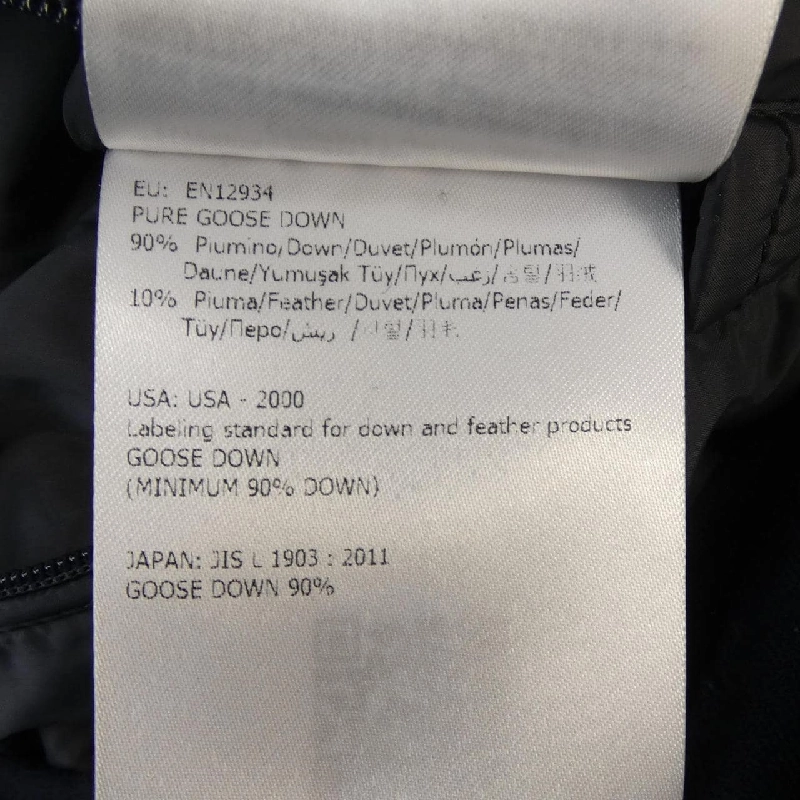 EU: EN12934
PURE GOOSE DOWN
90% Piumino/Down/Duvet/Plumón/Plumas/
Daune/Yumuşak Tüy/Пух/زغب/
10% Piuma/Feather/Duvet/Pluma/Penas/Feder/
Tüy/Перо/ريش /
USA: USA - 2000
Labeling standard for down and feather products
GOOSE DOWN
(MINIMUM 90% DOWN)
JAPAN: JIS L 1903 : 2011
GOOSE DOWN 90%